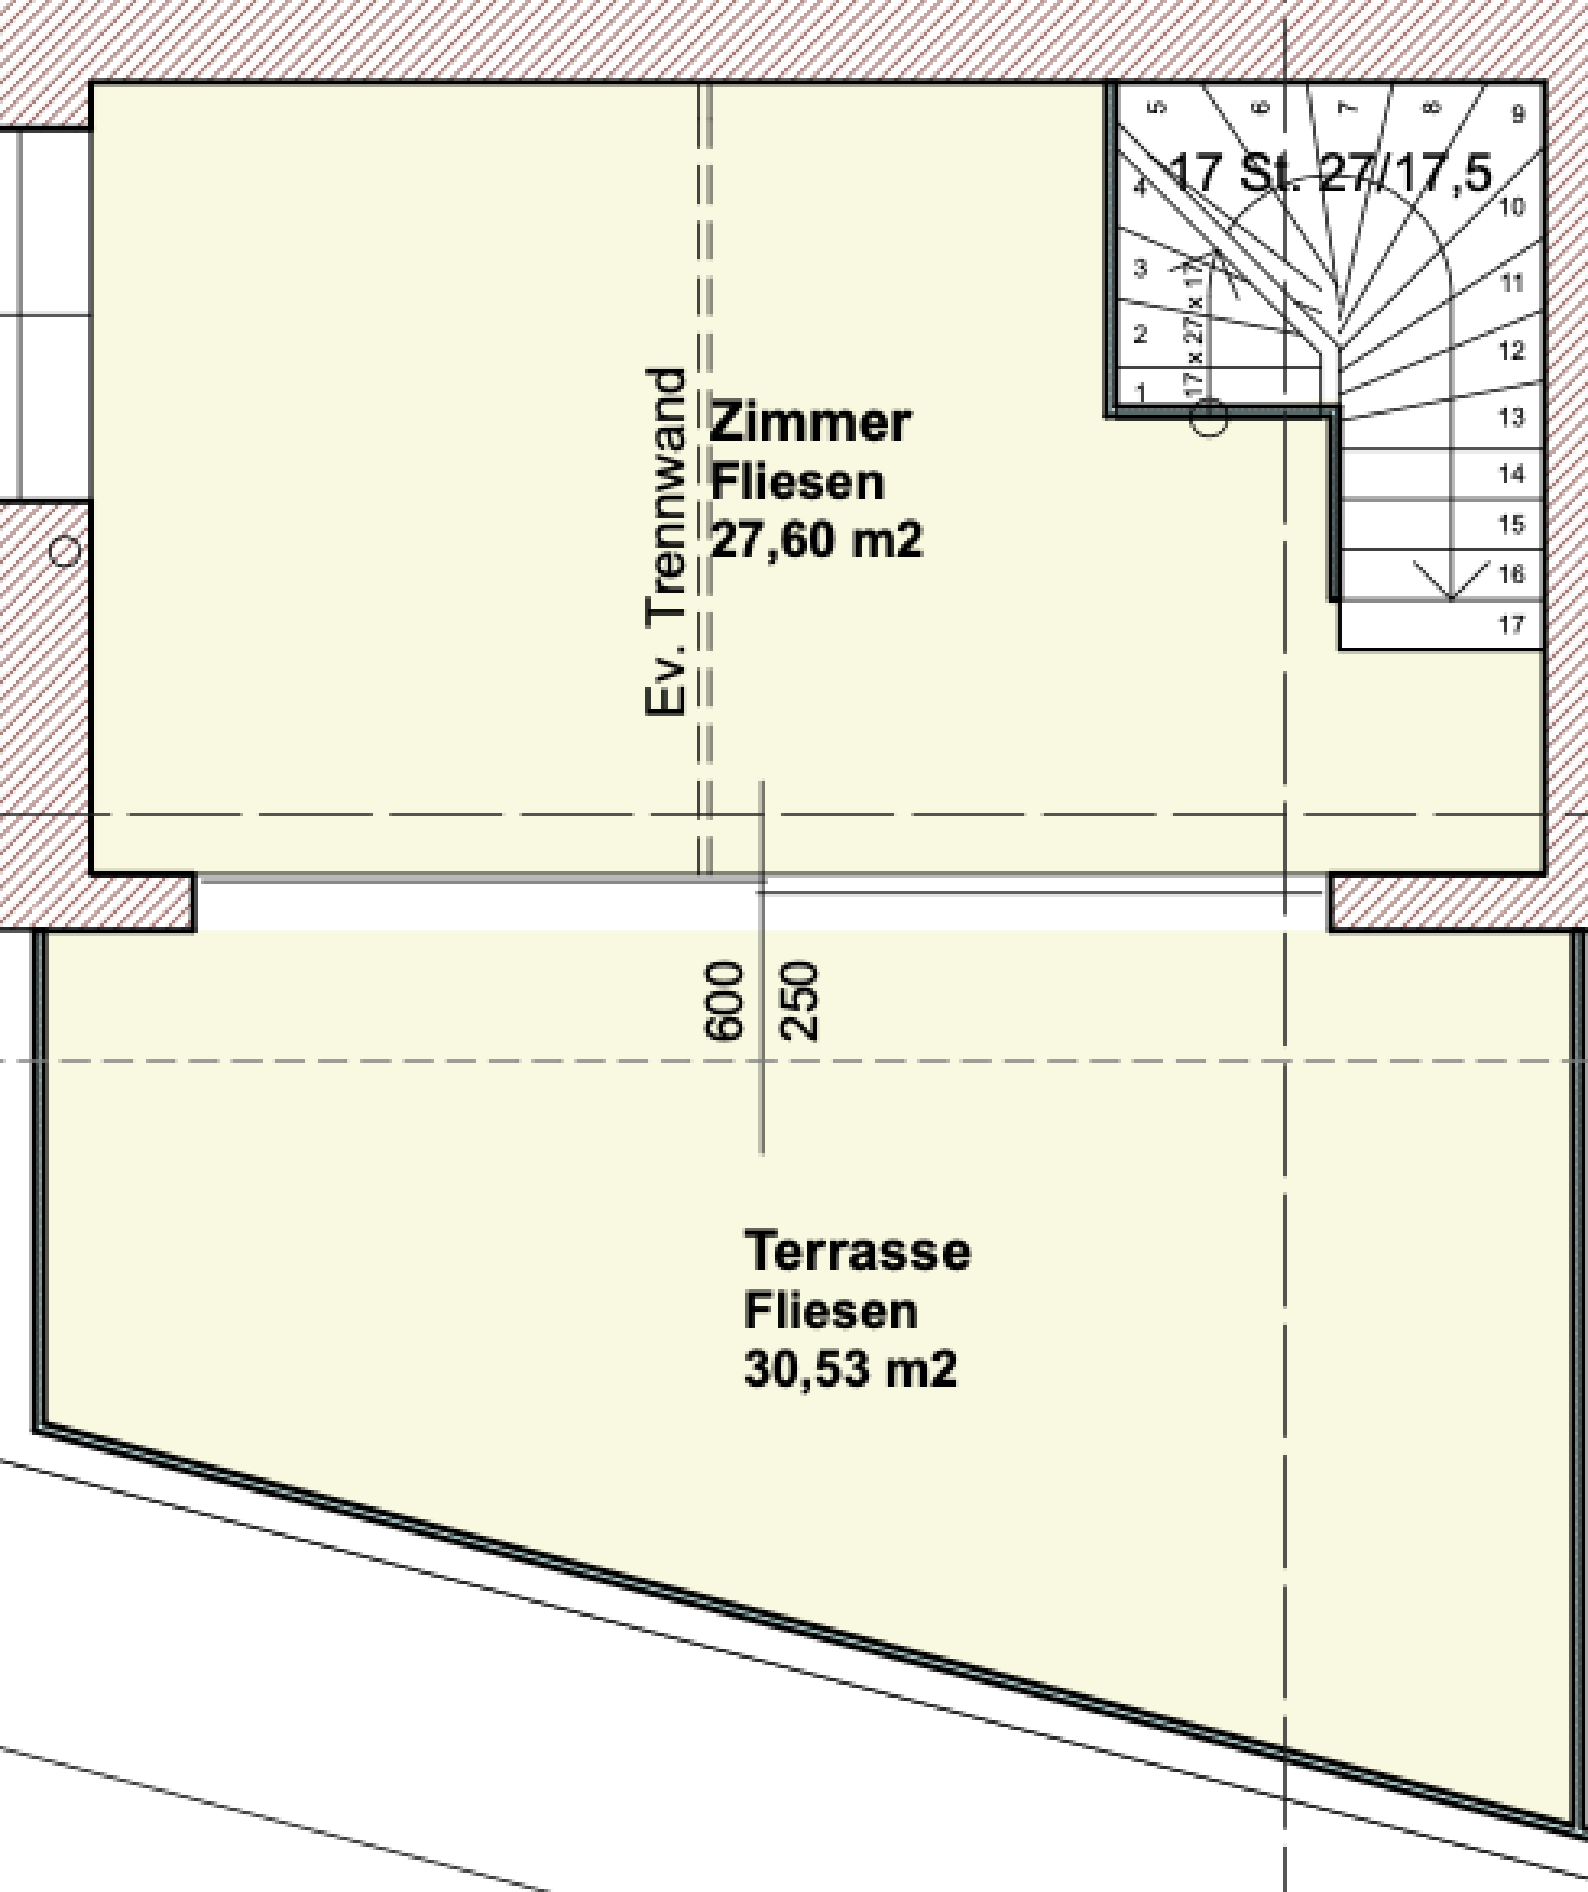 5
6
7
8
9
17 St. 27/17,5
4
10
3
11
17 x 27 x 17
2
12
1
13
14
15
16
17
Ev. Trennwand
Zimmer
Fliesen
27,60 m2
600
250
Terrasse
Fliesen
30,53 m2